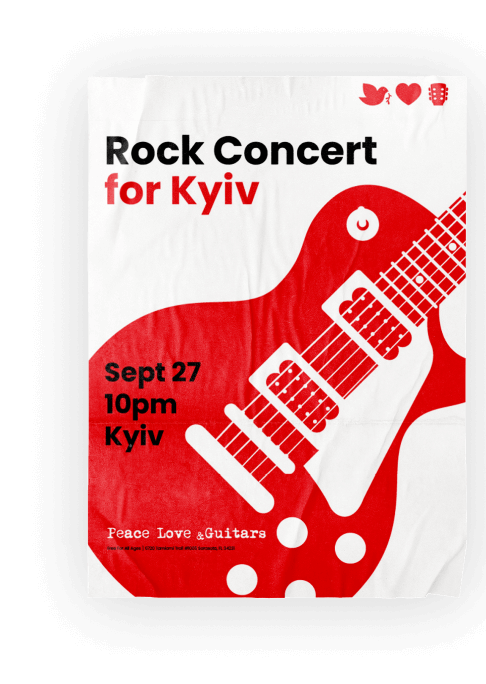 Rock Concert
for Kyiv
Sept 27
10pm
Kyiv
Peace Love &Guitars